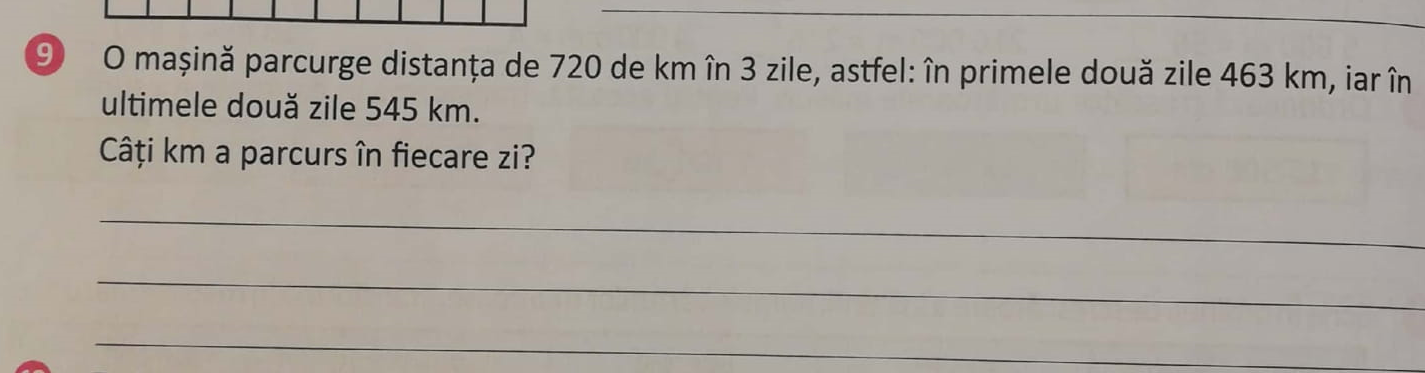 9 O mașină parcurge distanța de 720 de km în 3 zile, astfel: în primele două zile 463 km, iar în
ultimele două zile 545 km.
Câți km a parcurs în fiecare zi?